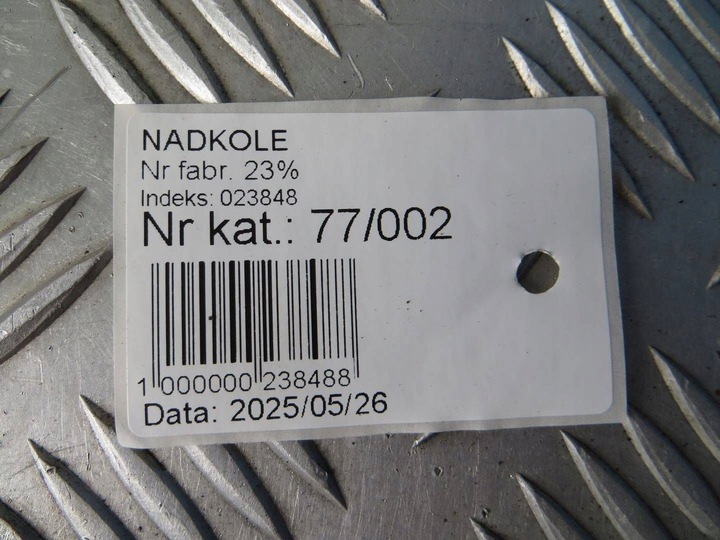 NADKOLE
Nr fabr. 23%
Indeks: 023848
Nr kat.: 77/002
1 000000 238488
Data: 2025/05/26